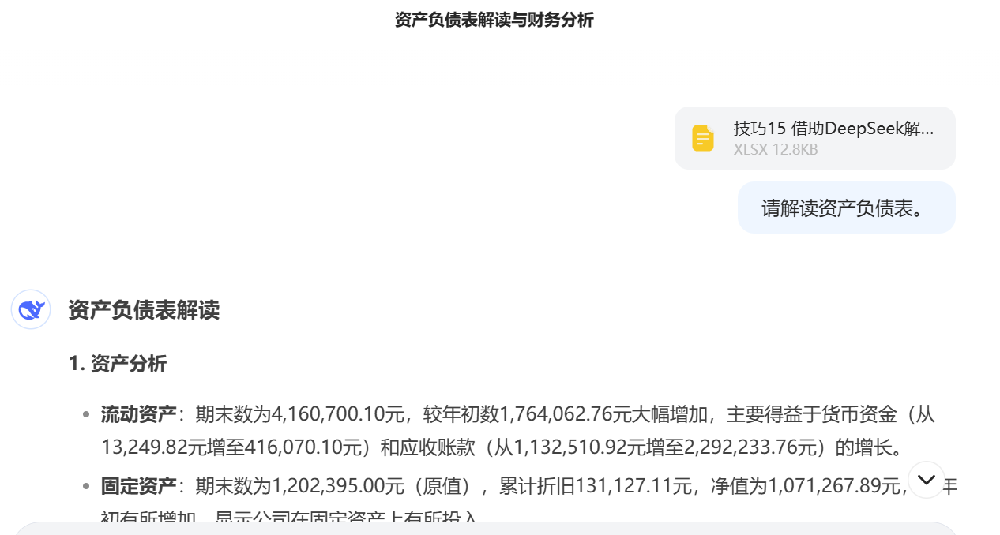 资产负债表解读与财务分析
技巧15 借助DeepSeek解...
XLSX 12.8KB
请解读资产负债表。
资产负债表解读
1. 资产分析
流动资产：期末数为4,160,700.10元，较年初数1,764,062.76元大幅增加，主要得益于货币资金（从
13,249.82元增至416,070.10元）和应收账款（从1,132,510.92元增至2,292,233.76元）的增长。
固定资产：期末数为1,202,395.00元（原值），累计折旧131,127.11元，净值为1,071,267.89元，年
初有所增加，显示公司在固定资产上有所投入